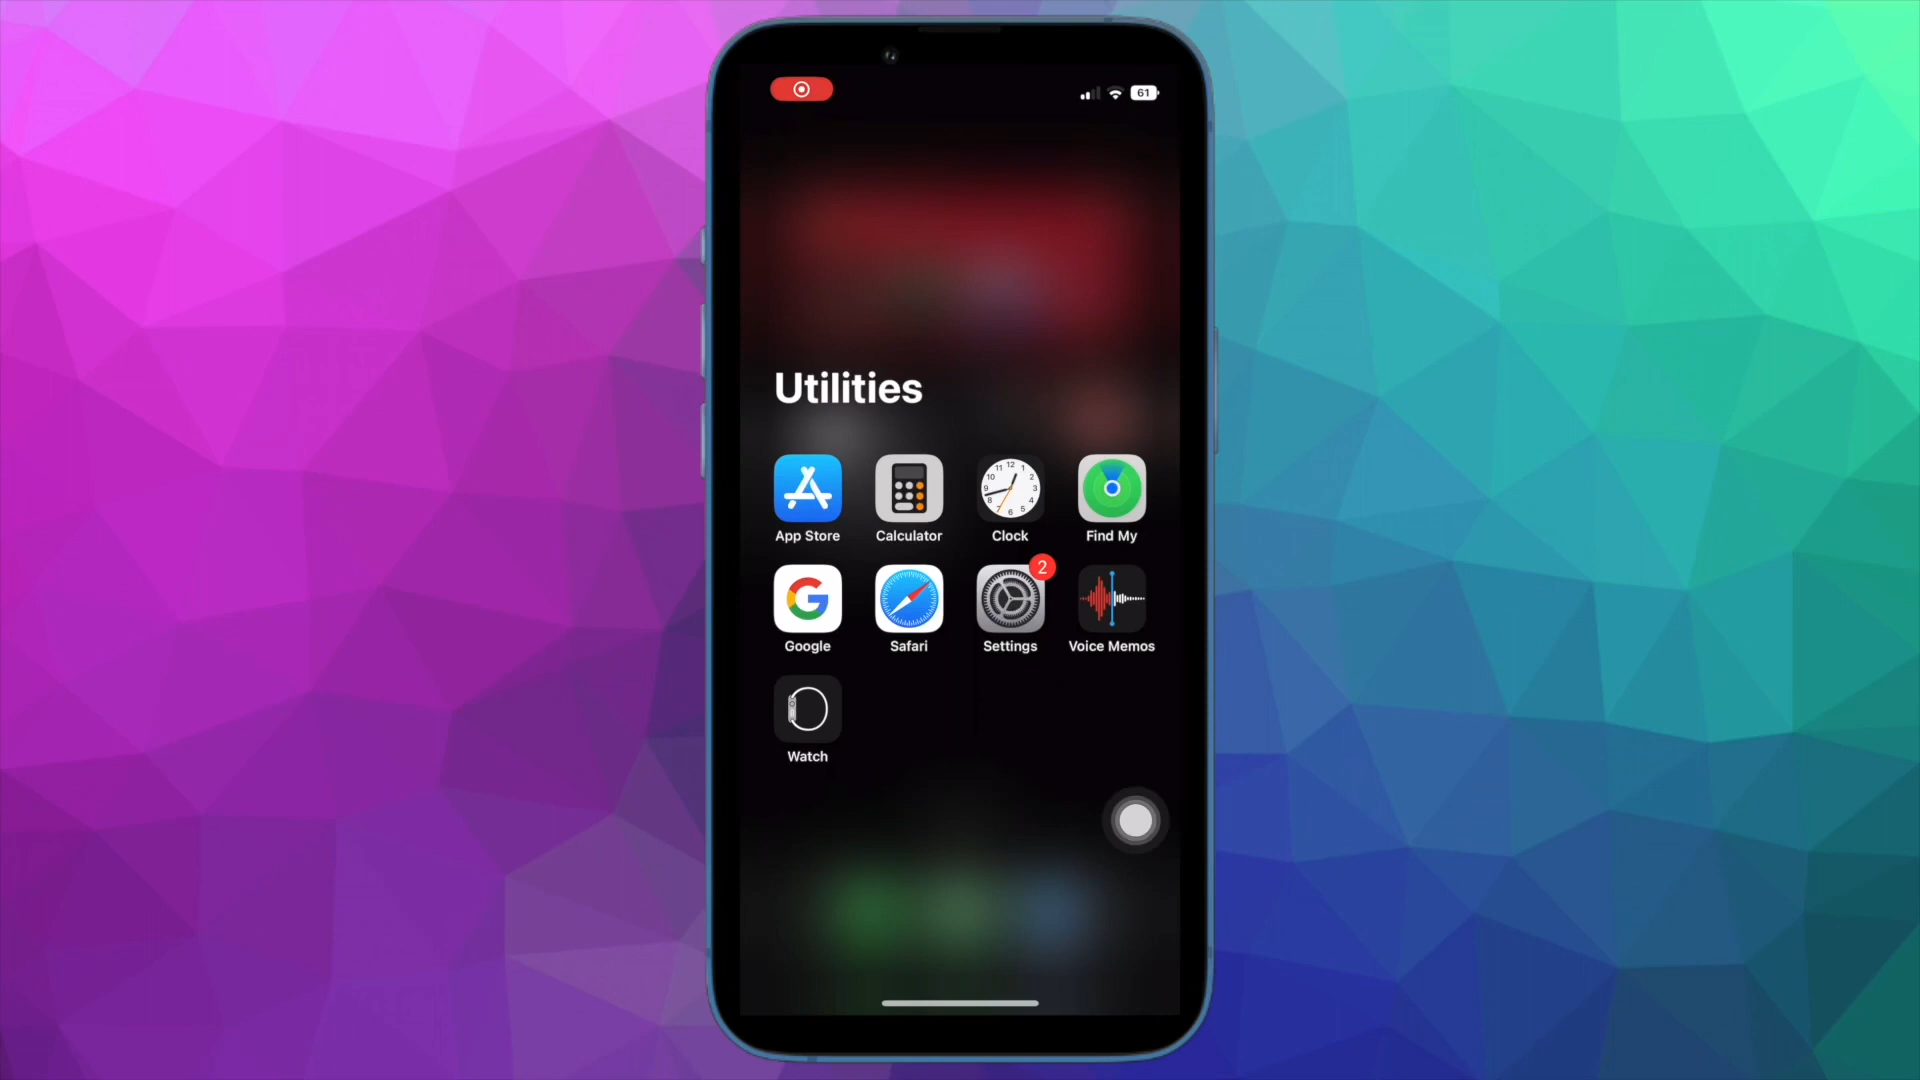 61
Utilities
App Store Calculator Clock Find My
2
Google Safari Settings Voice Memos
Watch